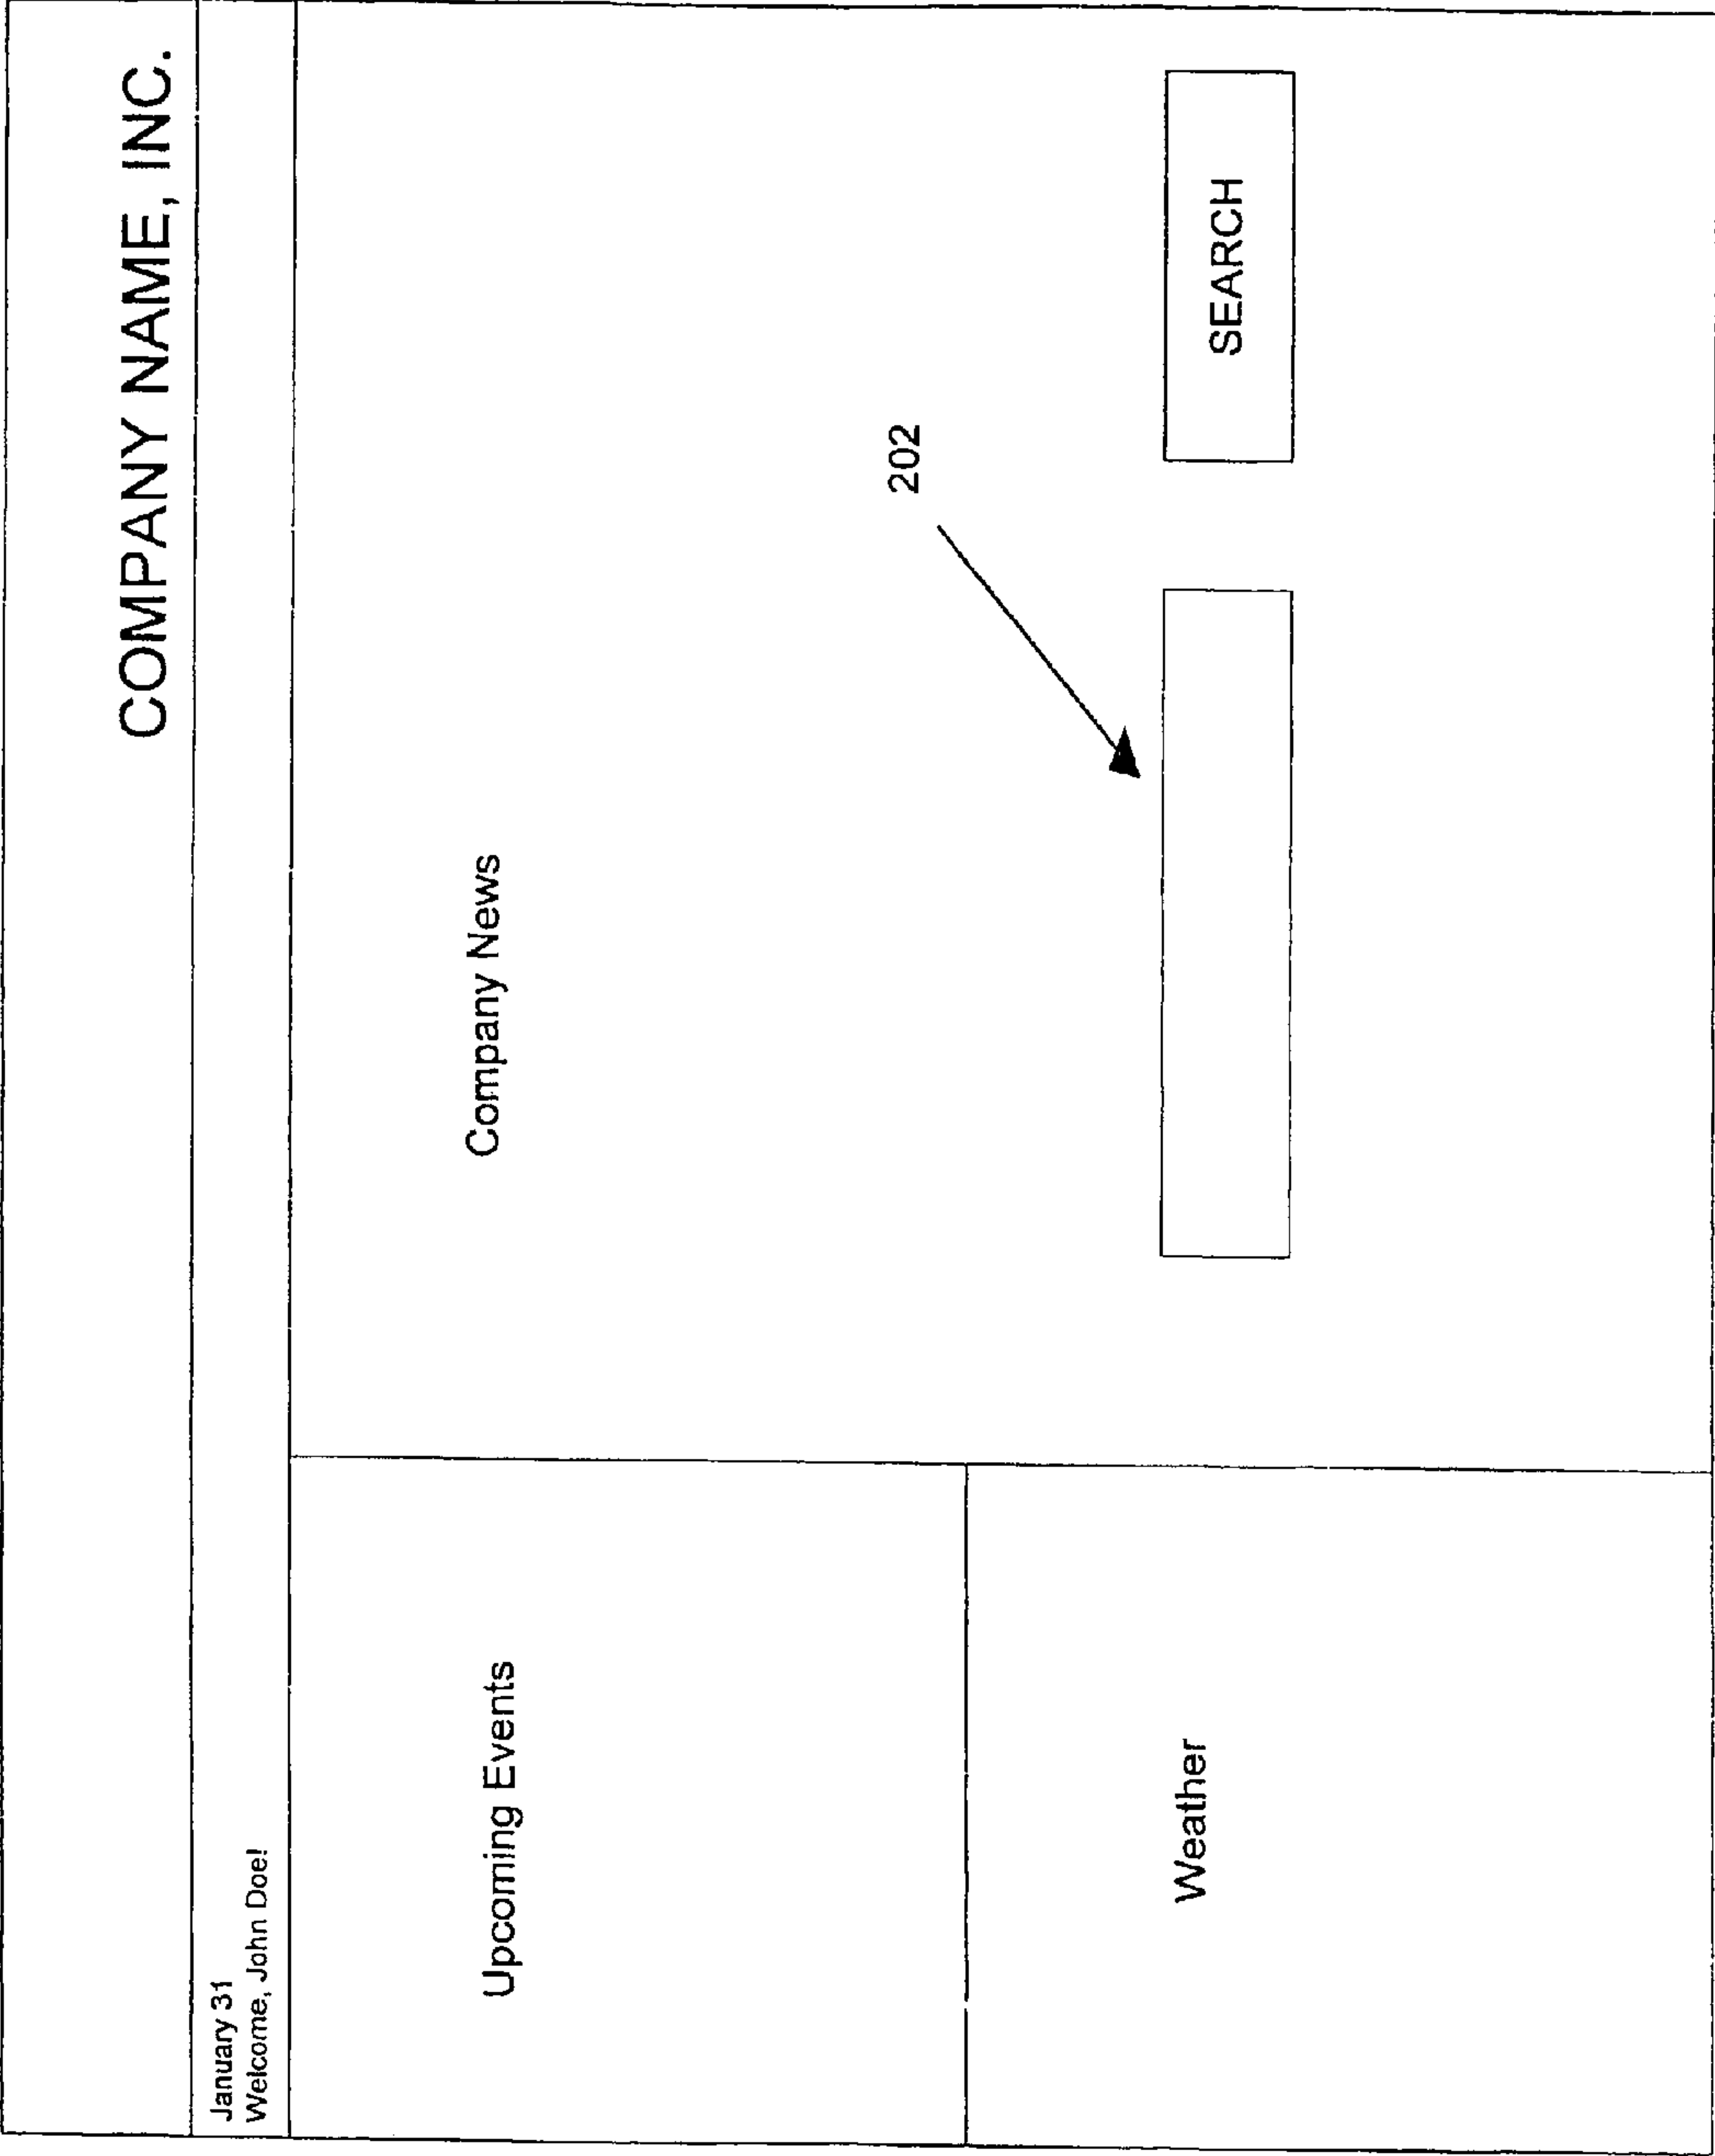 COMPANY NAME, INC.
January 31
Welcome, John Doe!
Upcoming Events
Company News
202
Weather
SEARCH